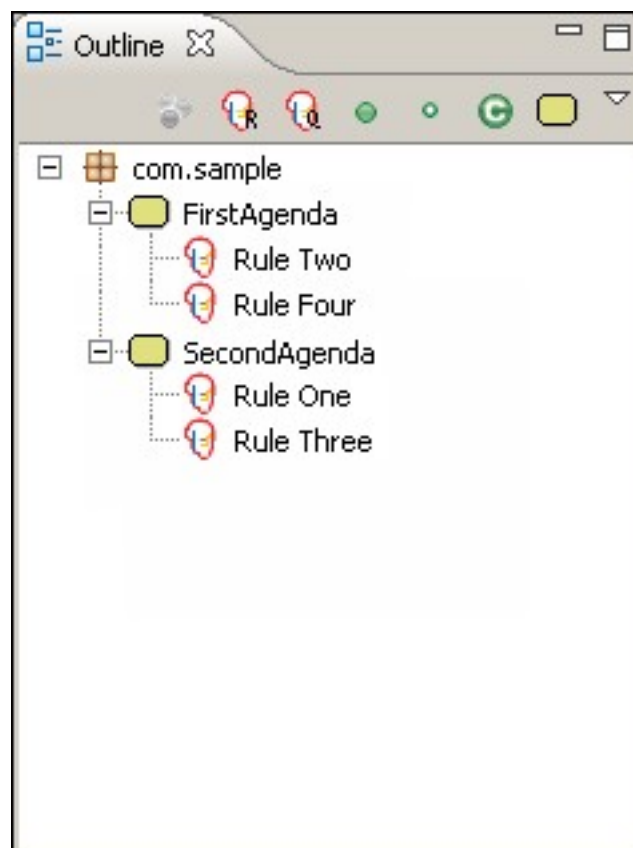 Outline
R Q C
com.sample
FirstAgenda
Rule Two
Rule Four
SecondAgenda
Rule One
Rule Three